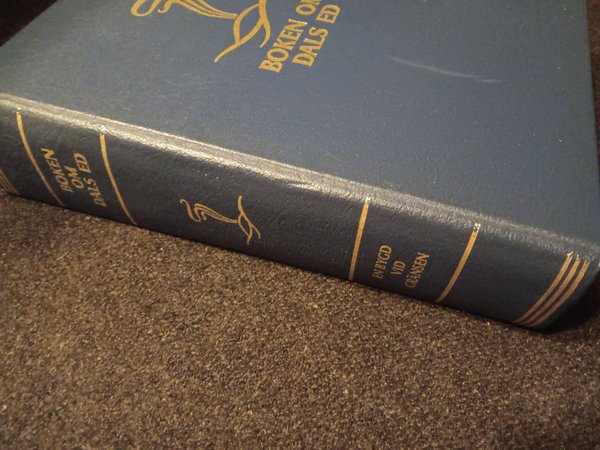 BOKEN OM
DALS ED
BOKEN
OM
DALS ED
EN BYGD
VID
GRÄNSEN